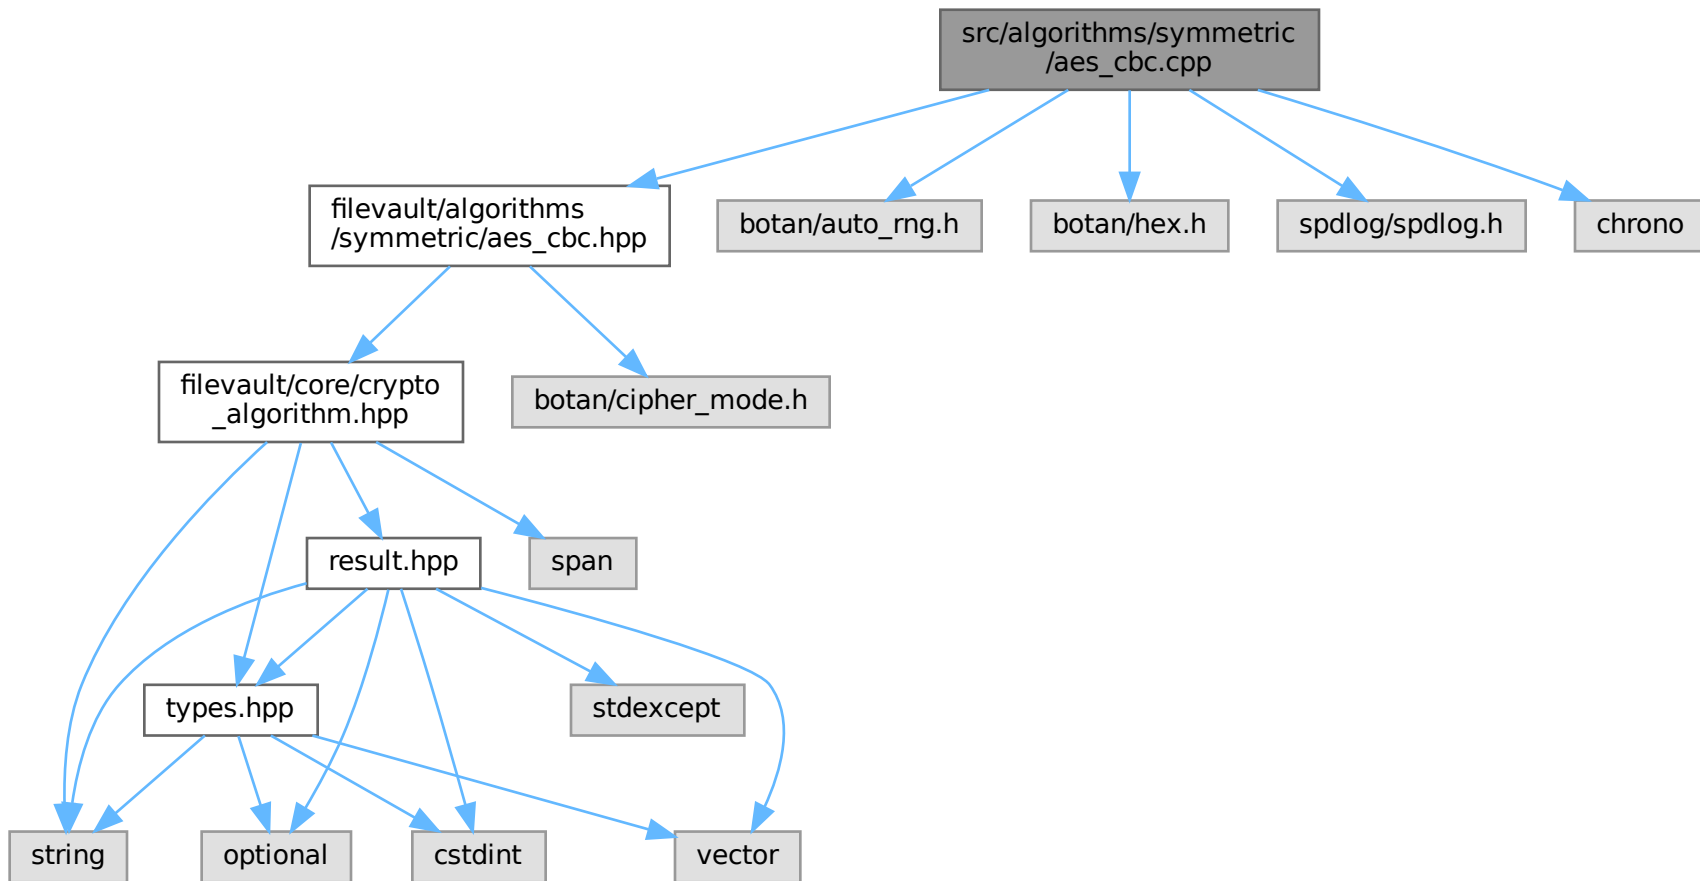 src/algorithms/symmetric
/aes_cbc.cpp
filevault/algorithms
/symmetric/aes_cbc.hpp
botan/auto_rng.h
botan/hex.h
spdlog/spdlog.h
chrono
filevault/core/crypto
_algorithm.hpp
botan/cipher_mode.h
result.hpp
span
types.hpp
stdexcept
string
optional
cstdint
vector